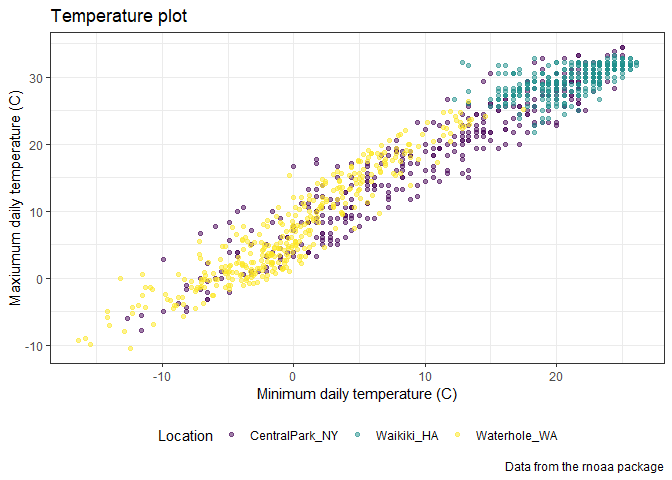 Temperature plot
Maxiumum daily temperature (C)
30
20
10
0
-10
-10 0 10 20
Minimum daily temperature (C)
Location CentralPark_NY Waikiki_HA Waterhole_WA
Data from the rnoaa package